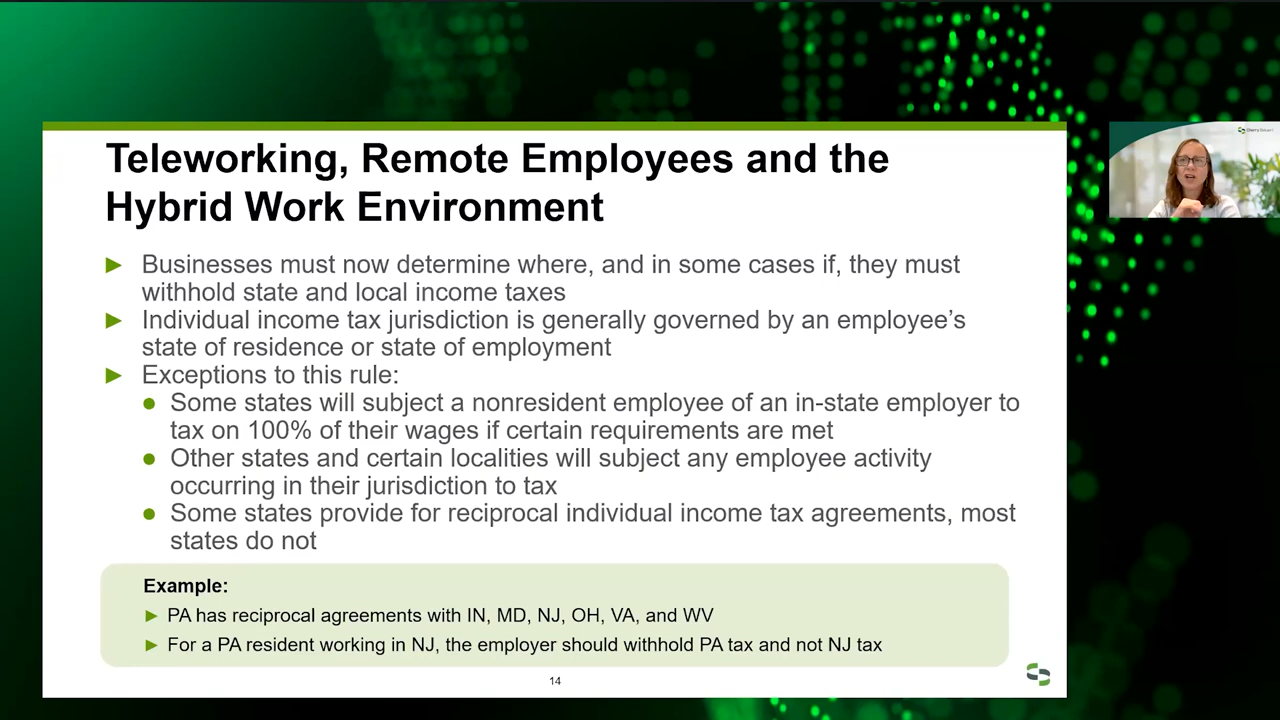 Teleworking, Remote Employees and the
Hybrid Work Environment
► Businesses must now determine where, and in some cases if, they must
withhold state and local income taxes
► Individual income tax jurisdiction is generally governed by an employee’s
state of residence or state of employment
► Exceptions to this rule:
● Some states will subject a nonresident employee of an in-state employer to
tax on 100% of their wages if certain requirements are met
● Other states and certain localities will subject any employee activity
occurring in their jurisdiction to tax
● Some states provide for reciprocal individual income tax agreements, most
states do not
Example:
► PA has reciprocal agreements with IN, MD, NJ, OH, VA, and WV
► For a PA resident working in NJ, the employer should withhold PA tax and not NJ tax
14